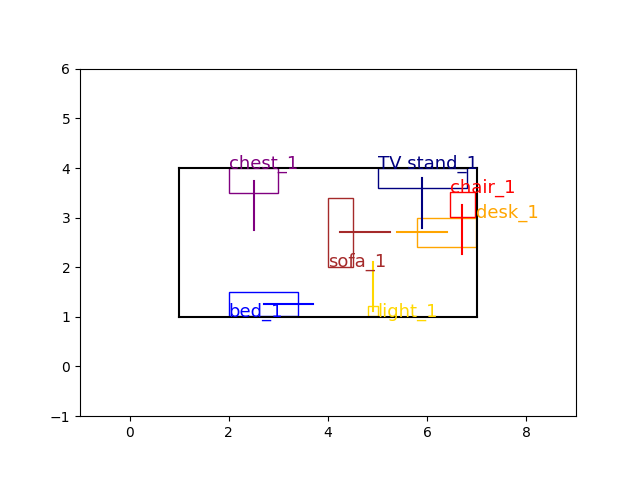 6
5
4
3
2
1
0
−1
chest_1
TV stand_1
chair_1
desk_1
sofa_1
bed_1
light_1
0 2 4 6 8